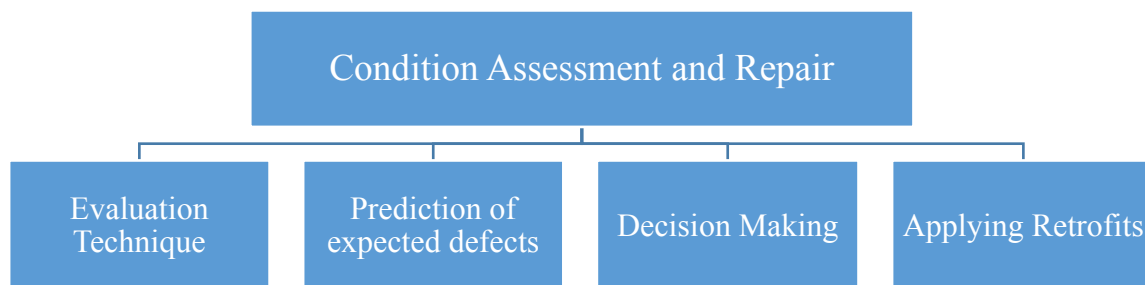 Condition Assessment and Repair
Evaluation
Technique
Prediction of
expected defects
Decision Making
Applying Retrofits